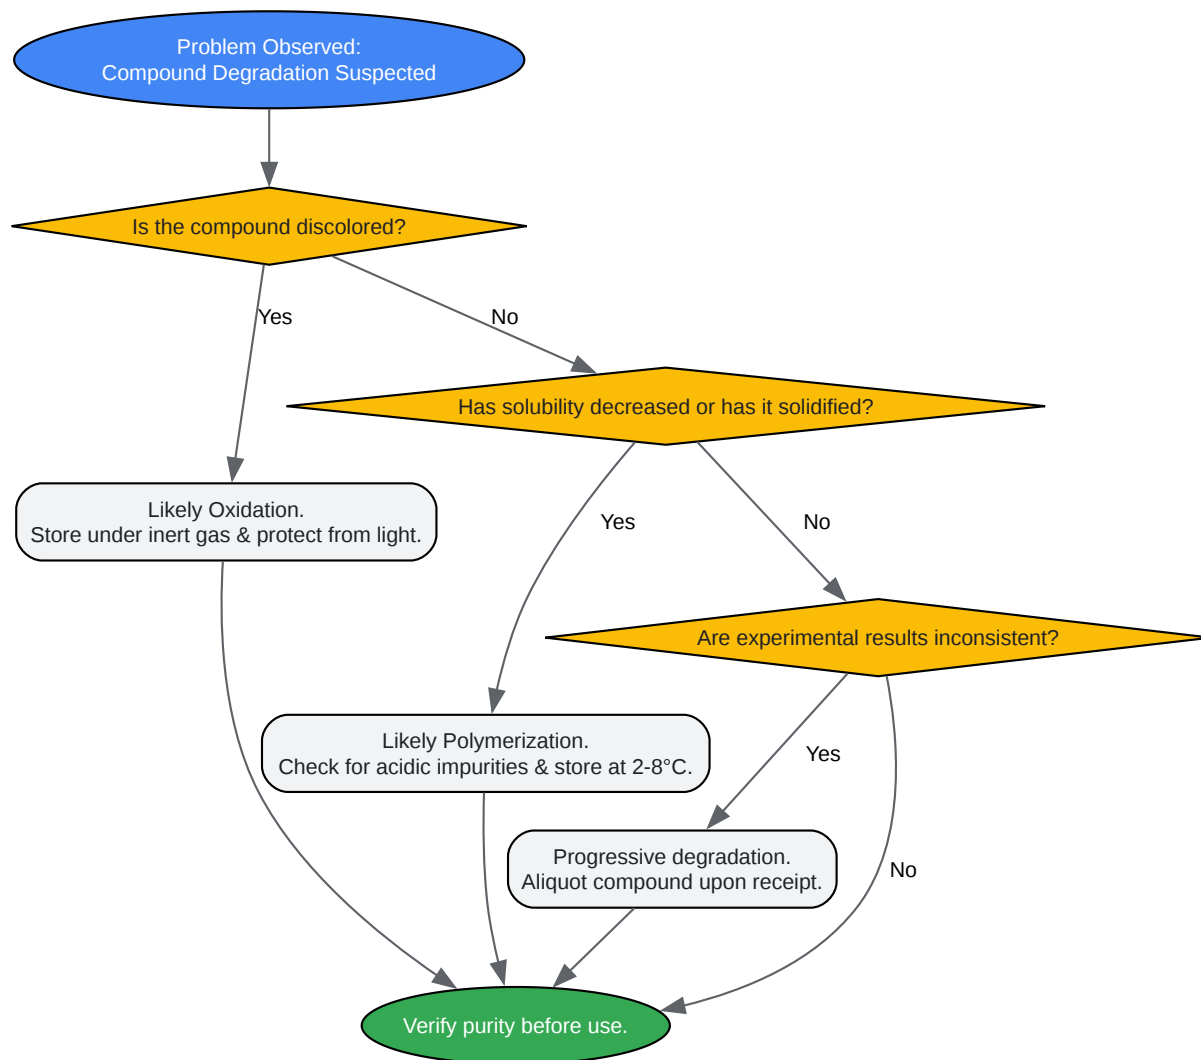 Problem Observed:
Compound Degradation Suspected
Is the compound discolored?
Yes
No
Has solubility decreased or has it solidified?
Likely Oxidation.
Store under inert gas & protect from light.
Yes
No
Are experimental results inconsistent?
Likely Polymerization.
Check for acidic impurities & store at 2-8°C.
Yes
Progressive degradation.
Aliquot compound upon receipt.
No
Verify purity before use.